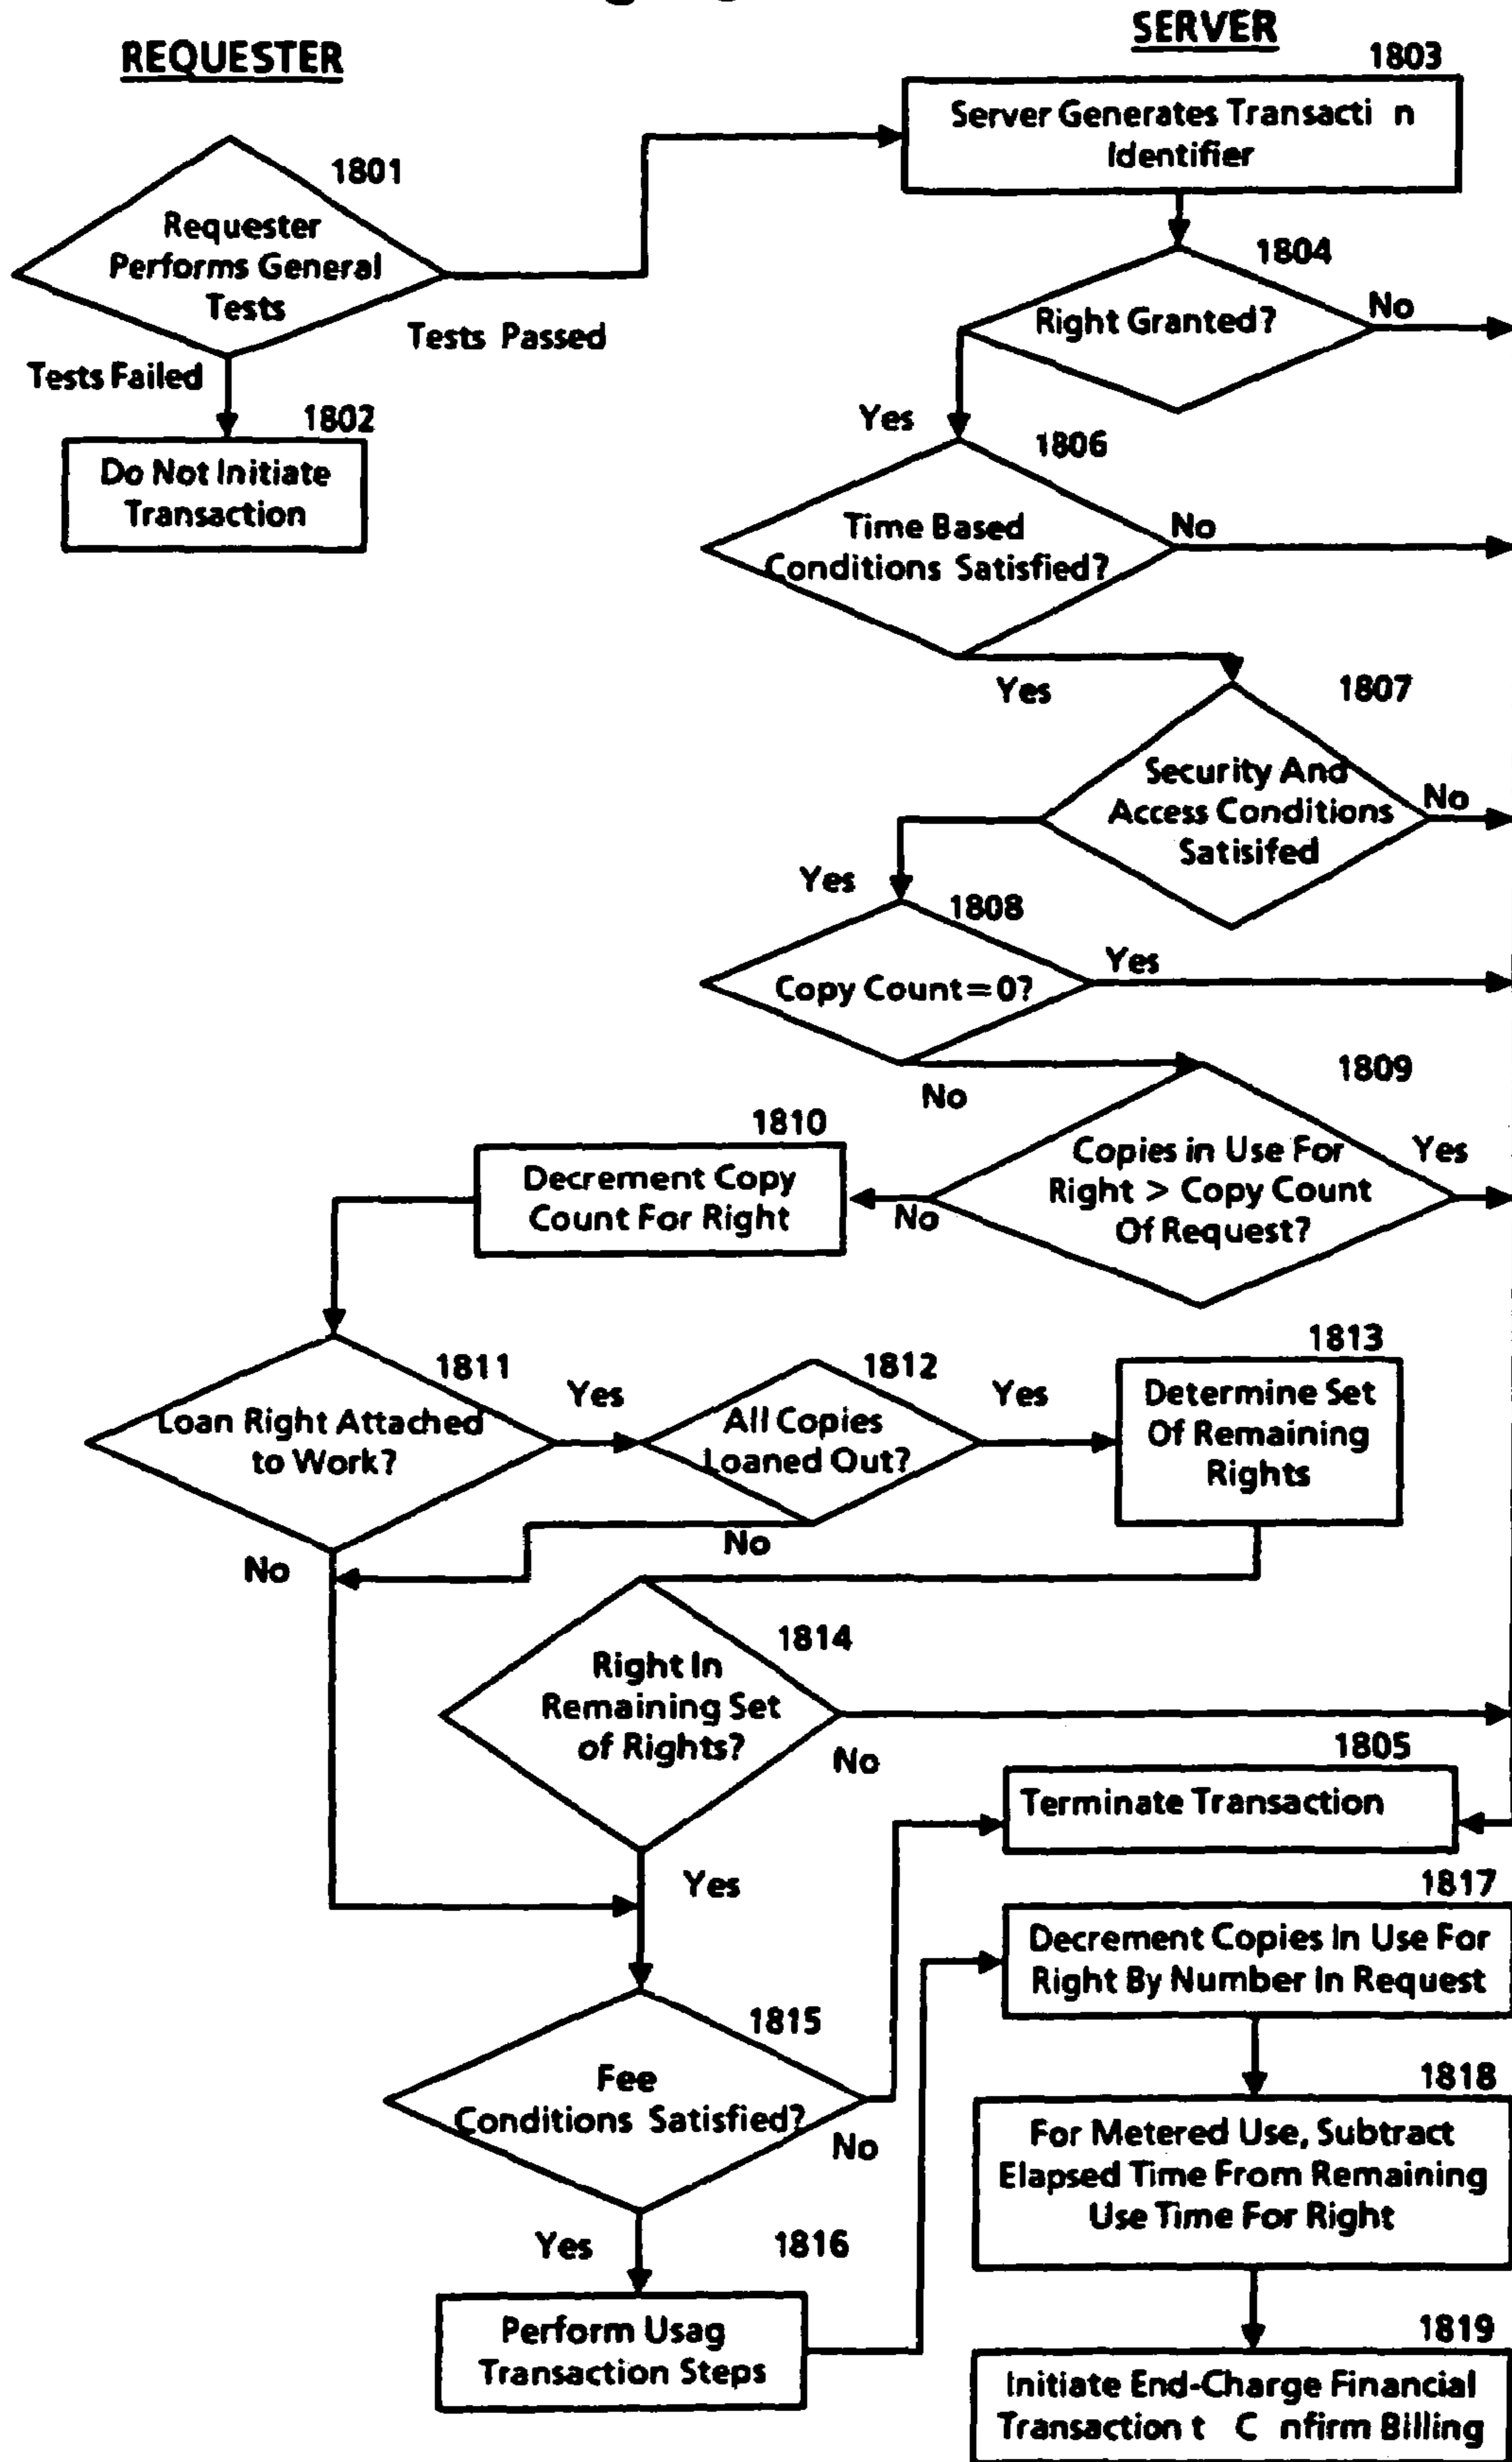 REQUESTER
SERVER
1803
Server Generates Transacti n
Identifier
1801
Requester
Performs General
Tests
Tests Passed
Tests Failed
1802
Do Not Initiate
Transaction
1804
Right Granted?
No
Yes
1806
Time Based
Conditions Satisfied?
No
Yes
1807
Security And
Access Conditions
Satisifed
No
Yes
1808
Copy Count=0?
Yes
No
1809
Copies in Use For
Right > Copy Count
Of Request?
Yes
No
1810
Decrement Copy
Count For Right
1811
Loan Right Attached
to Work?
Yes
No
1812
All Copies
Loaned Out?
Yes
No
1813
Determine Set
Of Remaining
Rights
1814
Right In
Remaining Set
of Rights?
No
Yes
1805
Terminate Transaction
1815
Fee
Conditions Satisfied?
No
Yes
1816
Perform Usag
Transaction Steps
1817
Decrement Copies In Use For
Right By Number In Request
1818
For Metered Use, Subtract
Elapsed Time From Remaining
Use Time For Right
1819
Initiate End-Charge Financial
Transaction t C nfirm Billing